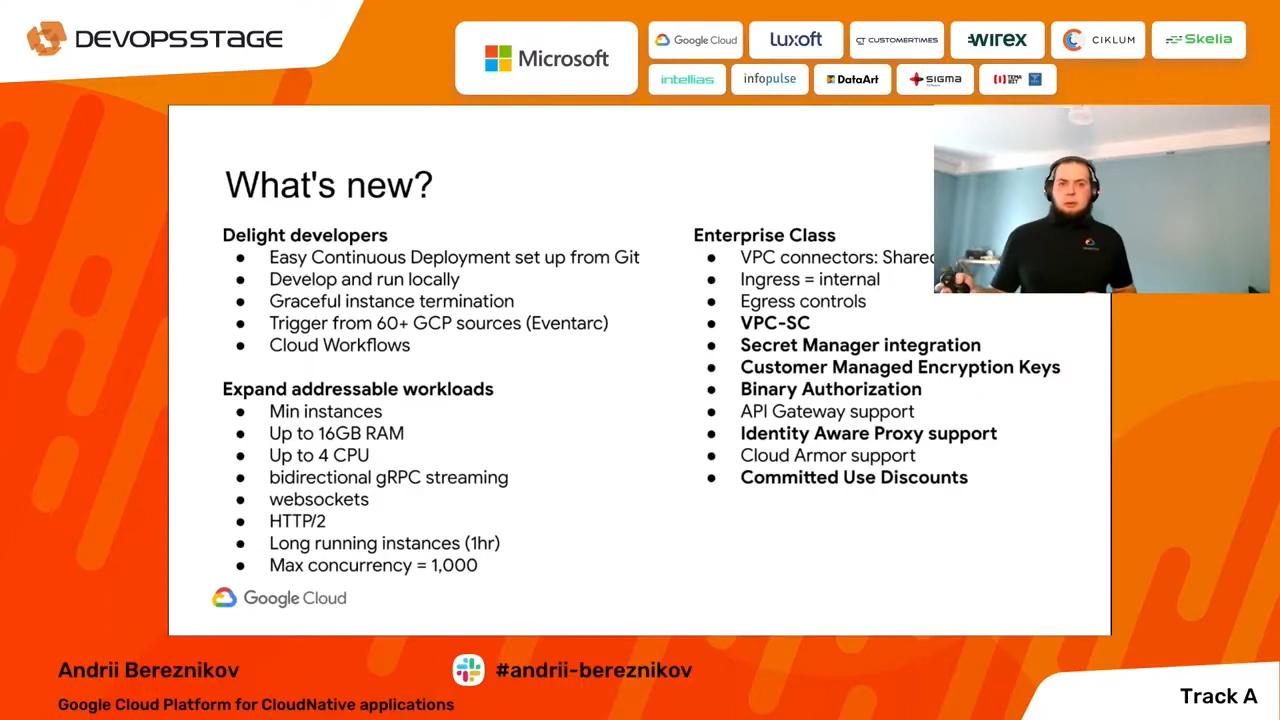 DEVOPSSTAGE
Microsoft
Google Cloud
Luxoft
CUSTOMERTIMES
wirex
CIKLUM
Skelia
intellias
infopulse
DataArt
SIGMA
What's new?
Delight developers
● Easy Continuous Deployment set up from Git
● Develop and run locally
● Graceful instance termination
● Trigger from 60+ GCP sources (Eventarc)
● Cloud Workflows
Expand addressable workloads
● Min instances
● Up to 16GB RAM
● Up to 4 CPU
● bidirectional gRPC streaming
● websockets
● HTTP/2
● Long running instances (1hr)
● Max concurrency = 1,000
Enterprise Class
● VPC connectors: Shared
● Ingress = internal
● Egress controls
● VPC-SC
● Secret Manager integration
● Customer Managed Encryption Keys
● Binary Authorization
● API Gateway support
● Identity Aware Proxy support
● Cloud Armor support
● Committed Use Discounts
Google Cloud
Andrii Bereznikov
#andrii-bereznikov
Google Cloud Platform for CloudNative applications
Track A